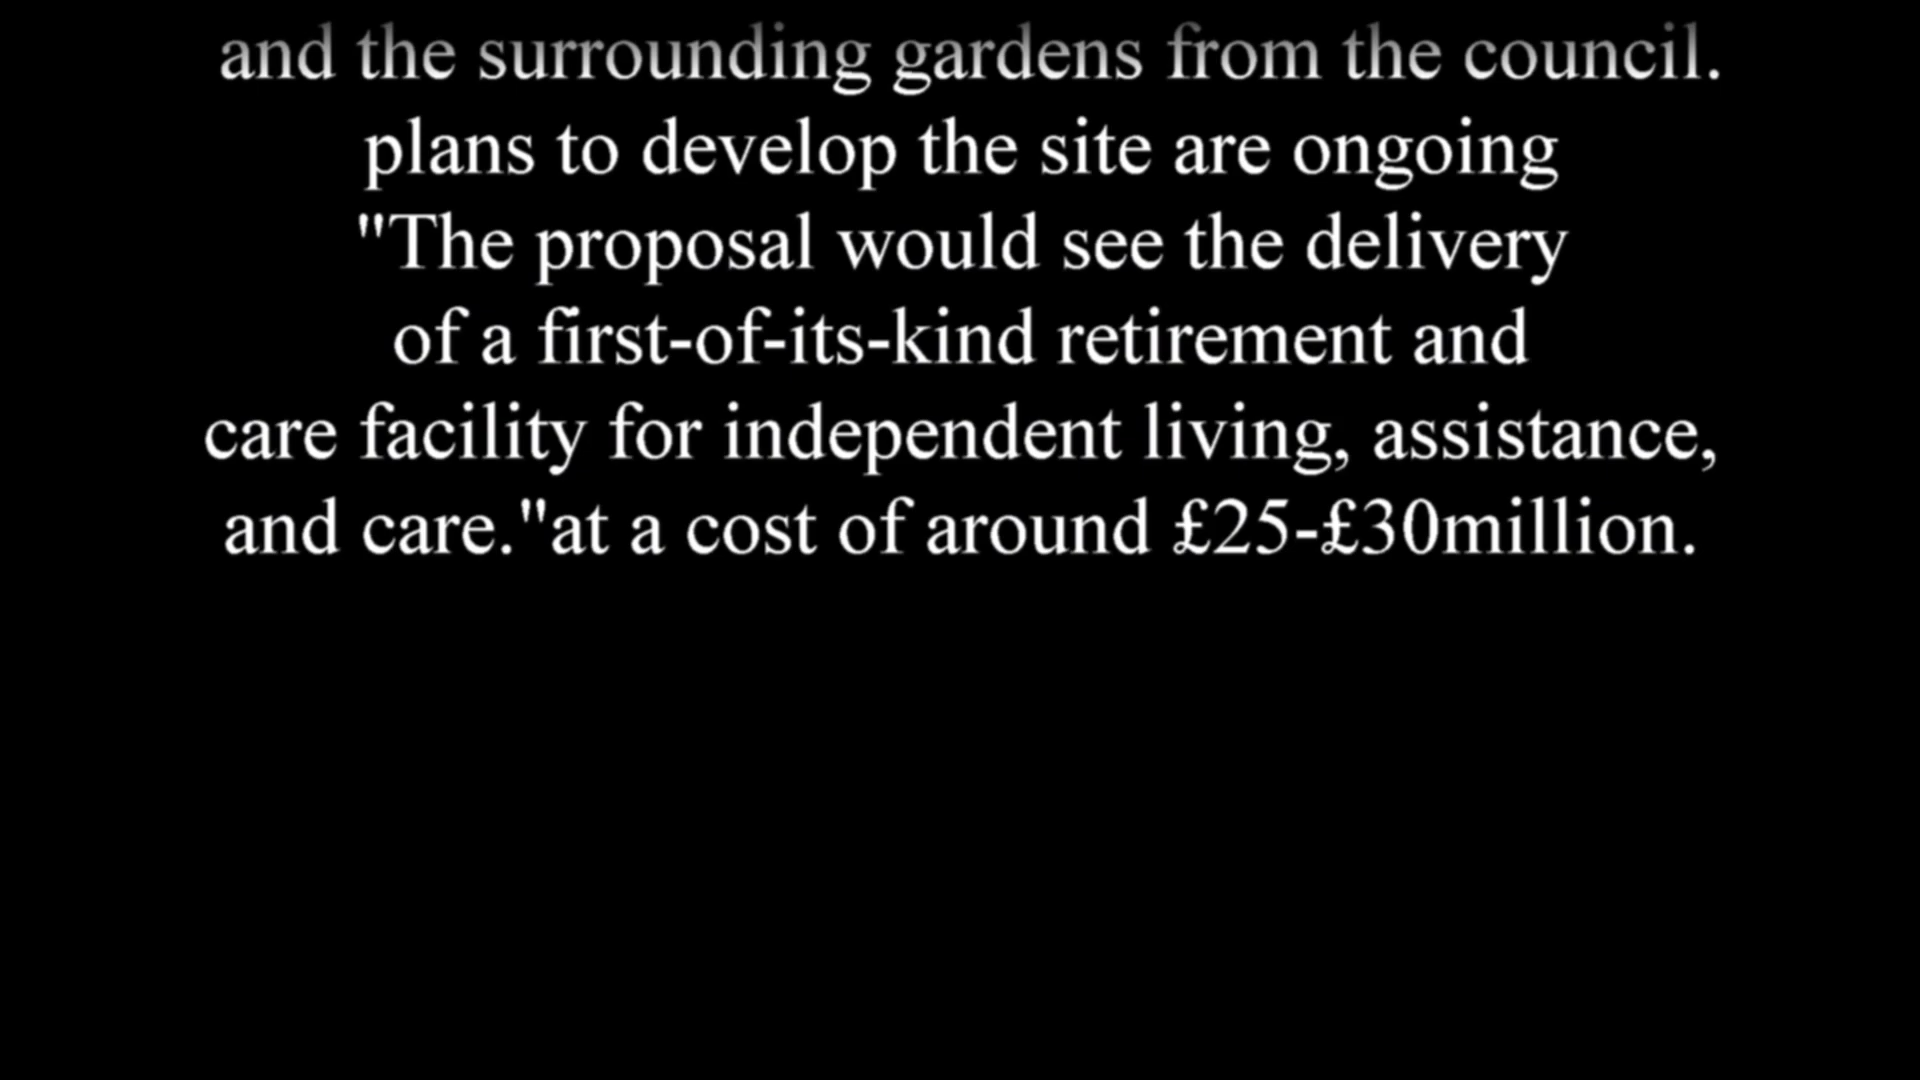 and the surrounding gardens from the council.
plans to develop the site are ongoing
"The proposal would see the delivery
of a first-of-its-kind retirement and
care facility for independent living, assistance,
and care."at a cost of around £25-£30million.